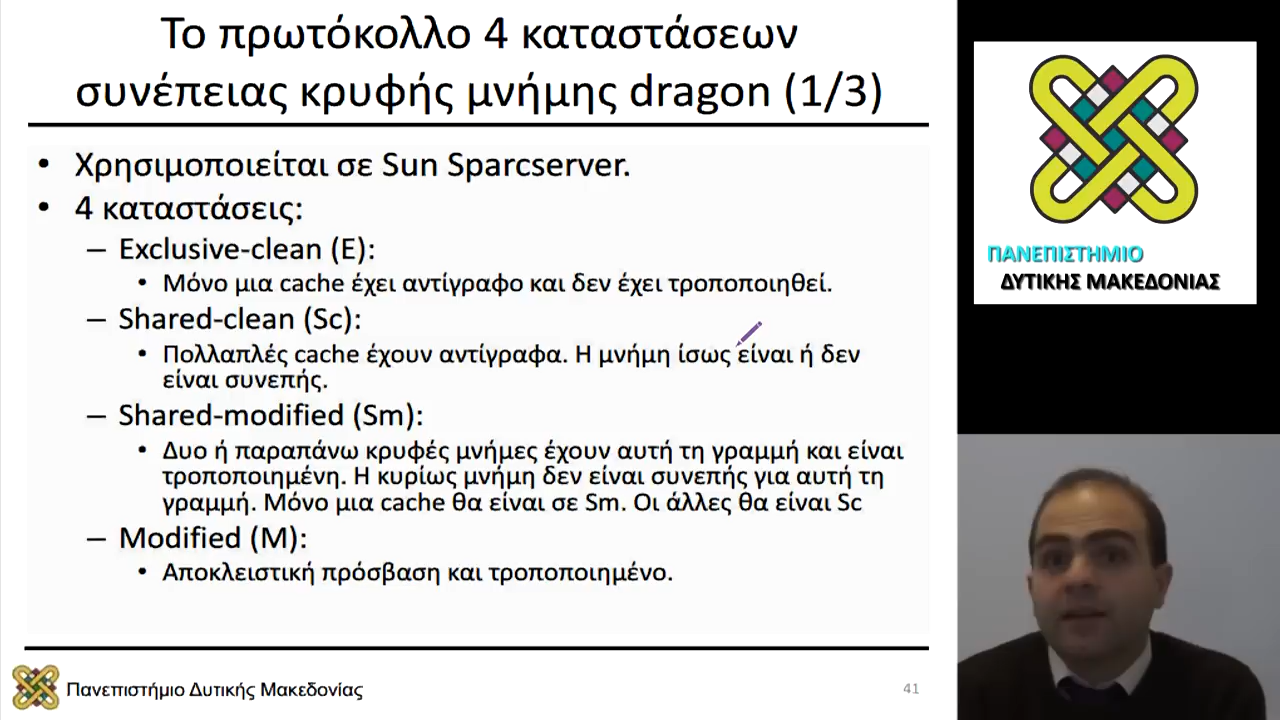 Το πρωτόκολλο 4 καταστάσεων
συνέπειας κρυφής μνήμης dragon (1/3)
• Χρησιμοποιείται σε Sun Sparcserver.
• 4 καταστάσεις:
– Exclusive-clean (E):
• Μόνο μια cache έχει αντίγραφο και δεν έχει τροποποιηθεί.
– Shared-clean (Sc):
• Πολλαπλές cache έχουν αντίγραφα. Η μνήμη ίσως είναι ή δεν
είναι συνεπής.
– Shared-modified (Sm):
• Δυο ή παραπάνω κρυφές μνήμες έχουν αυτή τη γραμμή και είναι
τροποποιημένη. Η κυρίως μνήμη δεν είναι συνεπής για αυτή τη
γραμμή. Μόνο μια cache θα είναι σε Sm. Οι άλλες θα είναι Sc
– Modified (M):
• Αποκλειστική πρόσβαση και τροποποιημένο.
Πανεπιστήμιο Δυτικής Μακεδονίας
41
ΠΑΝΕΠΙΣΤΗΜΙΟ
ΔΥΤΙΚΗΣ ΜΑΚΕΔΟΝΙΑΣ